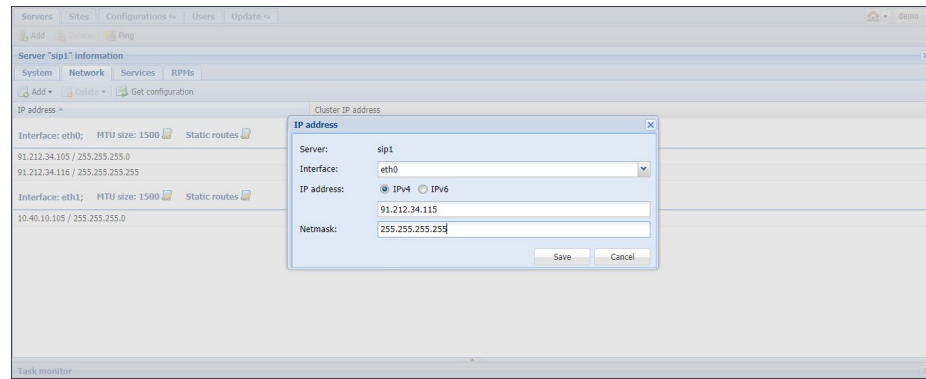 Servers Sites Configurations Users Update demo
Add Delete Ping
Server "sip1" information
System Network Services RPMs
Add Delete Get configuration
IP address Cluster IP address
Interface: eth0; MTU size: 1500 Static routes
91.212.34.105 / 255.255.255.0
91.212.34.116 / 255.255.255.255
Interface: eth1; MTU size: 1500 Static routes
10.40.10.105 / 255.255.255.0
IP address
Server: sip1
Interface: eth0
IP address: IPv4 IPv6
91.212.34.115
Netmask: 255.255.255.255
Save Cancel
Task monitor